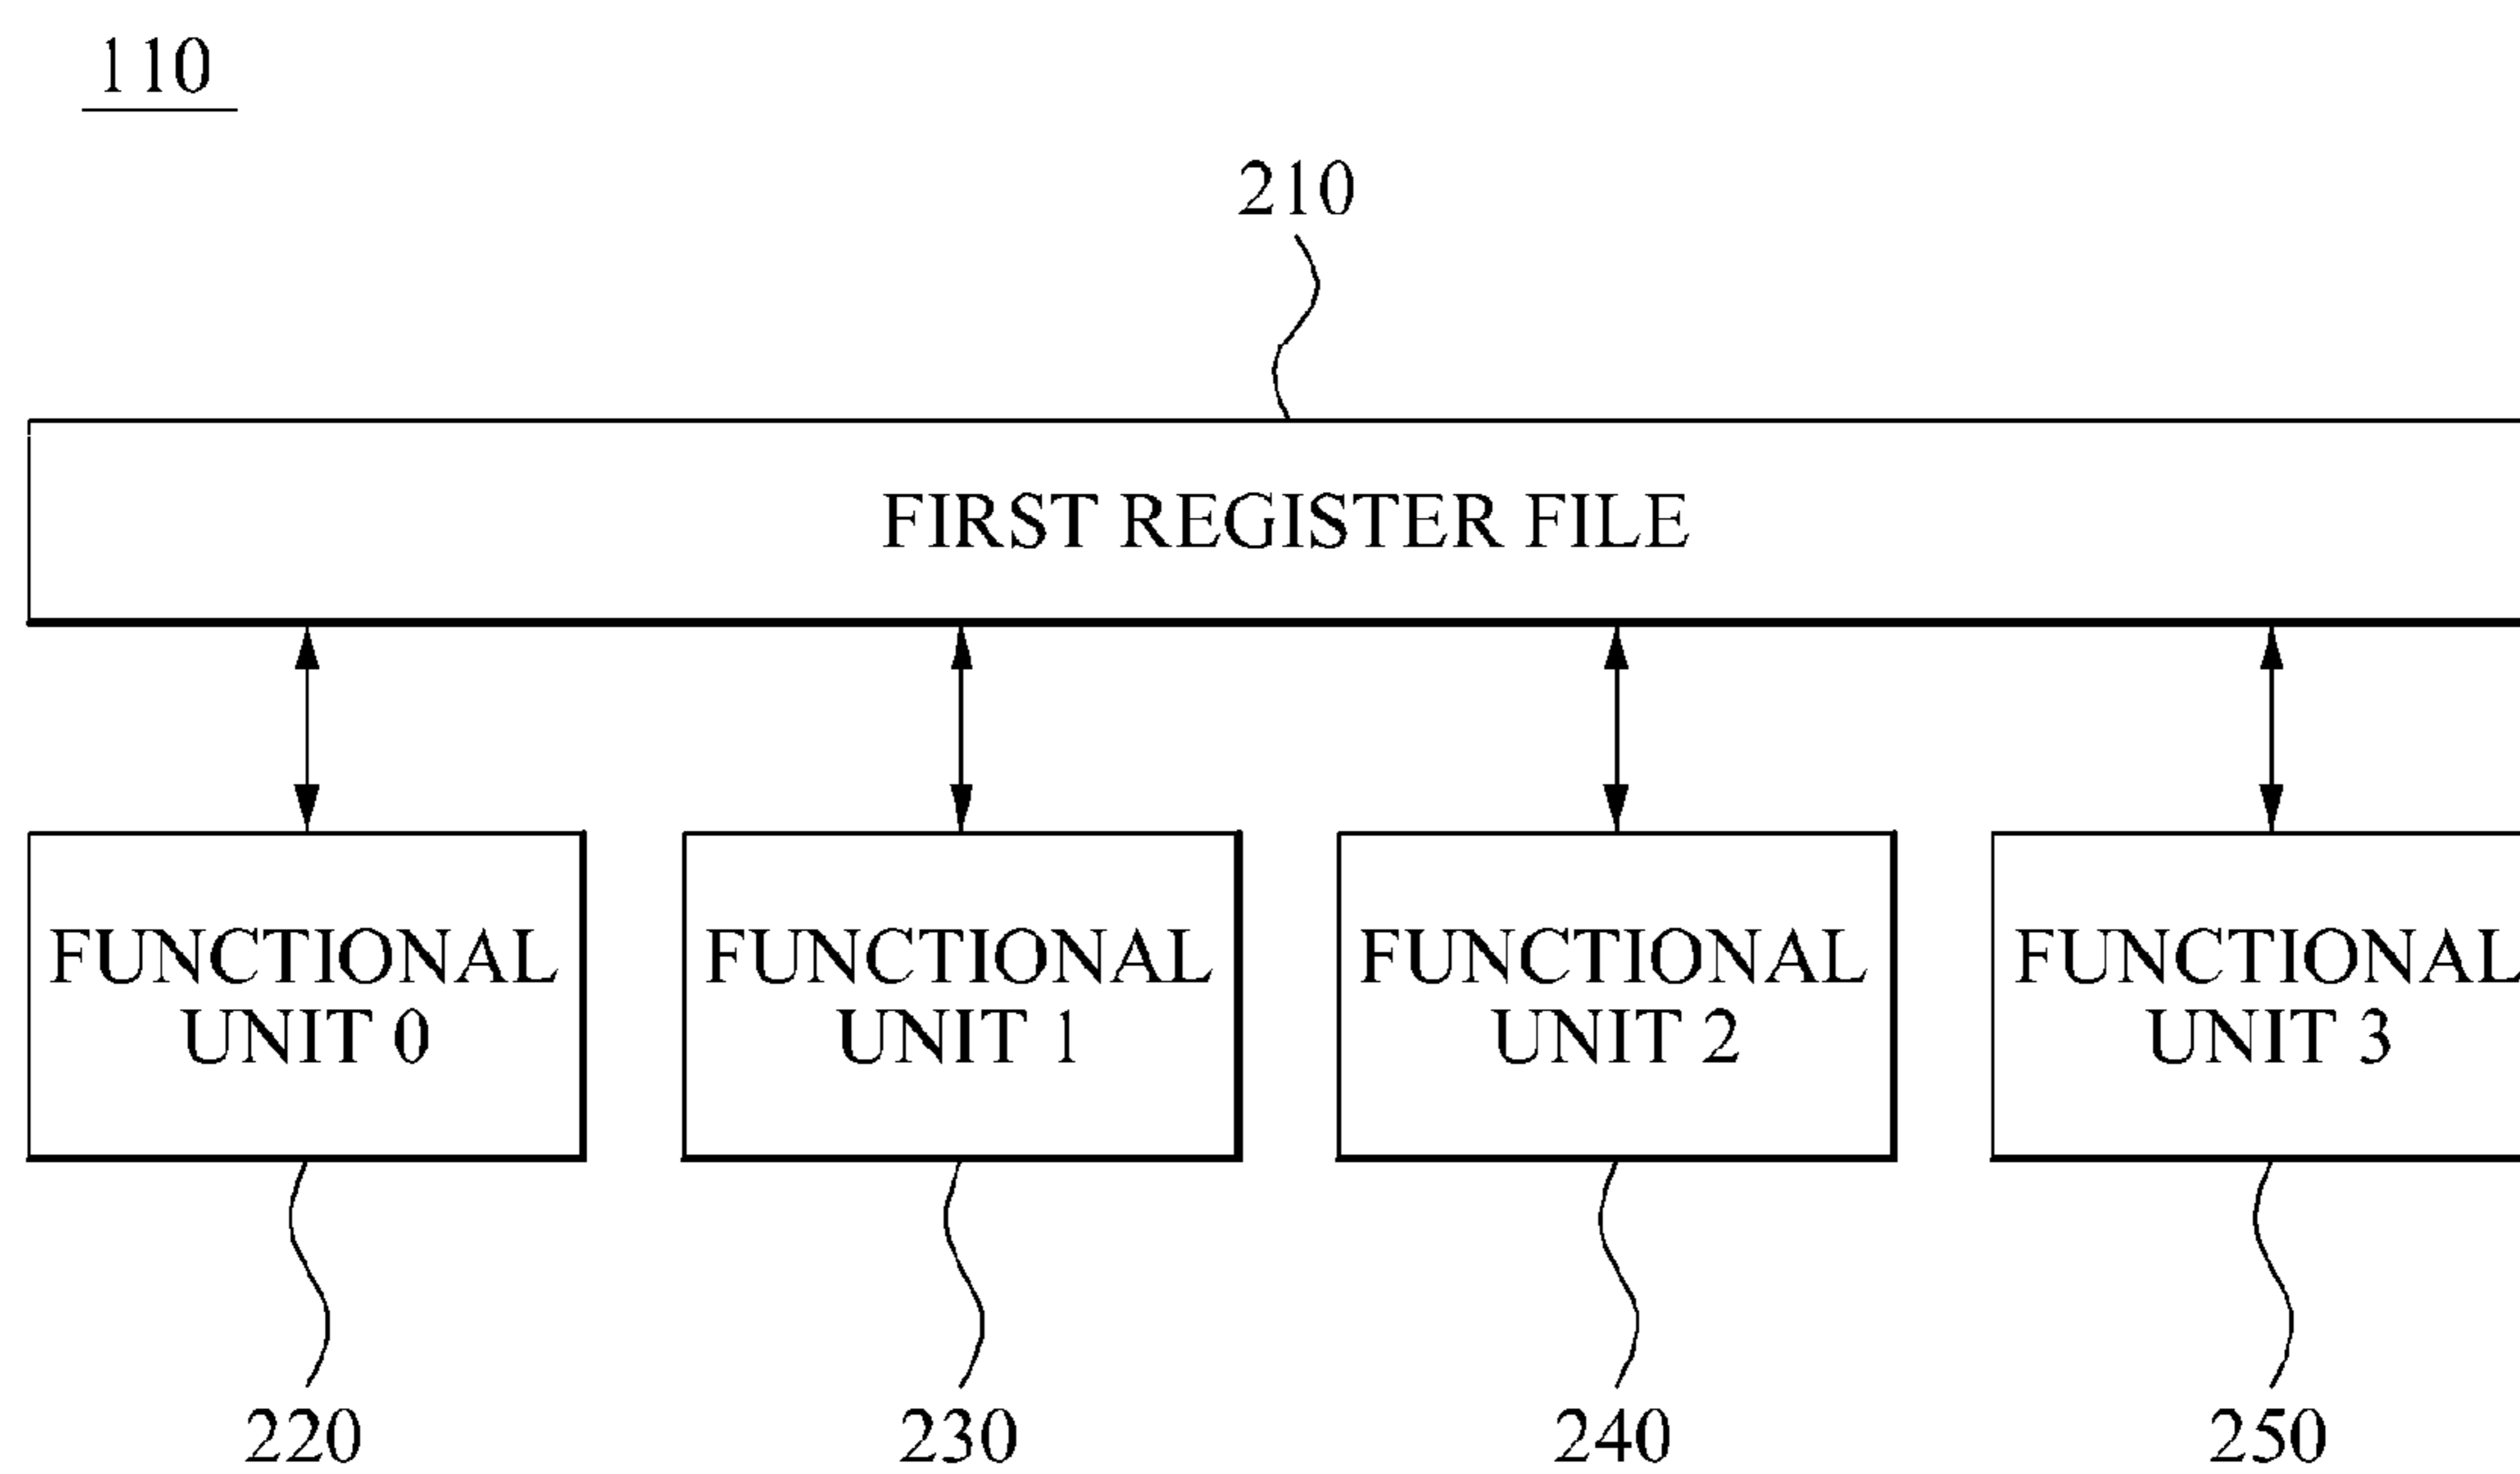 110
210
FIRST REGISTER FILE
FUNCTIONAL
UNIT 0
FUNCTIONAL
UNIT 1
FUNCTIONAL
UNIT 2
FUNCTIONAL
UNIT 3
220
230
240
250